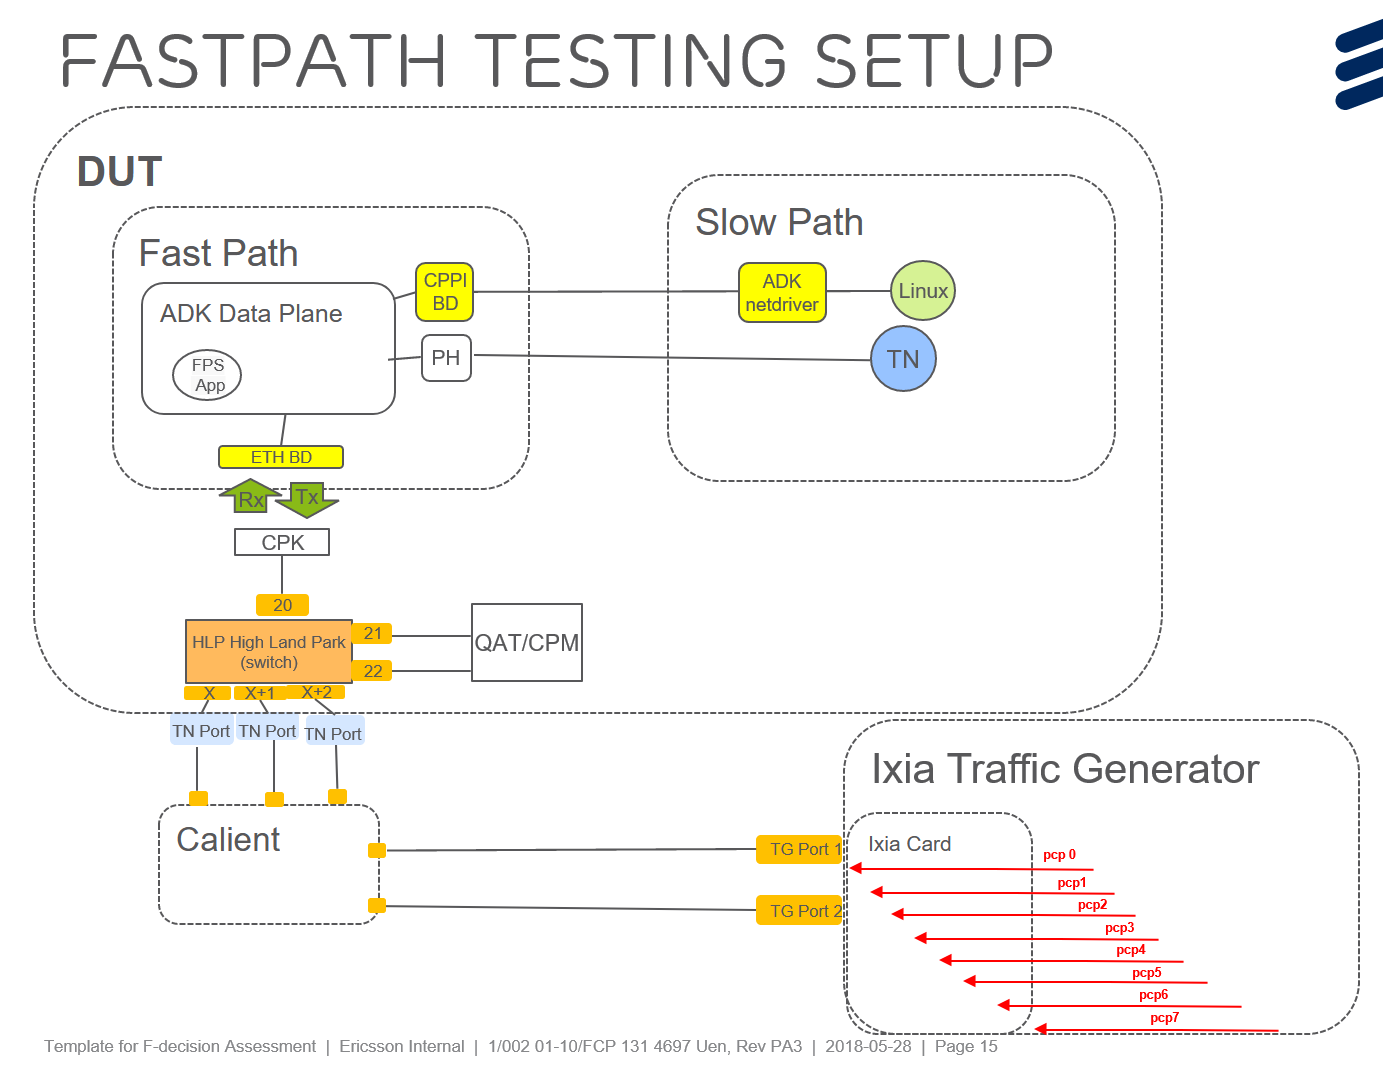 FASTPATH TESTING SETUP
DUT
Fast Path
Slow Path
ADK Data Plane
FPS
App
CPPI
BD
PH
ADK
netdriver
Linux
TN
ETH BD
Rx
Tx
CPK
20
HLP High Land Park
(switch)
21
22
QAT/CPM
X
X+1
X+2
TN Port
TN Port
TN Port
Calient
Ixia Traffic Generator
TG Port 1
TG Port 2
Ixia Card
pcp 0
pcp1
pcp2
pcp3
pcp4
pcp5
pcp6
pcp7
Template for F-decision Assessment | Ericsson Internal | 1/002 01-10/FCP 131 4697 Uen, Rev PA3 | 2018-05-28 | Page 15